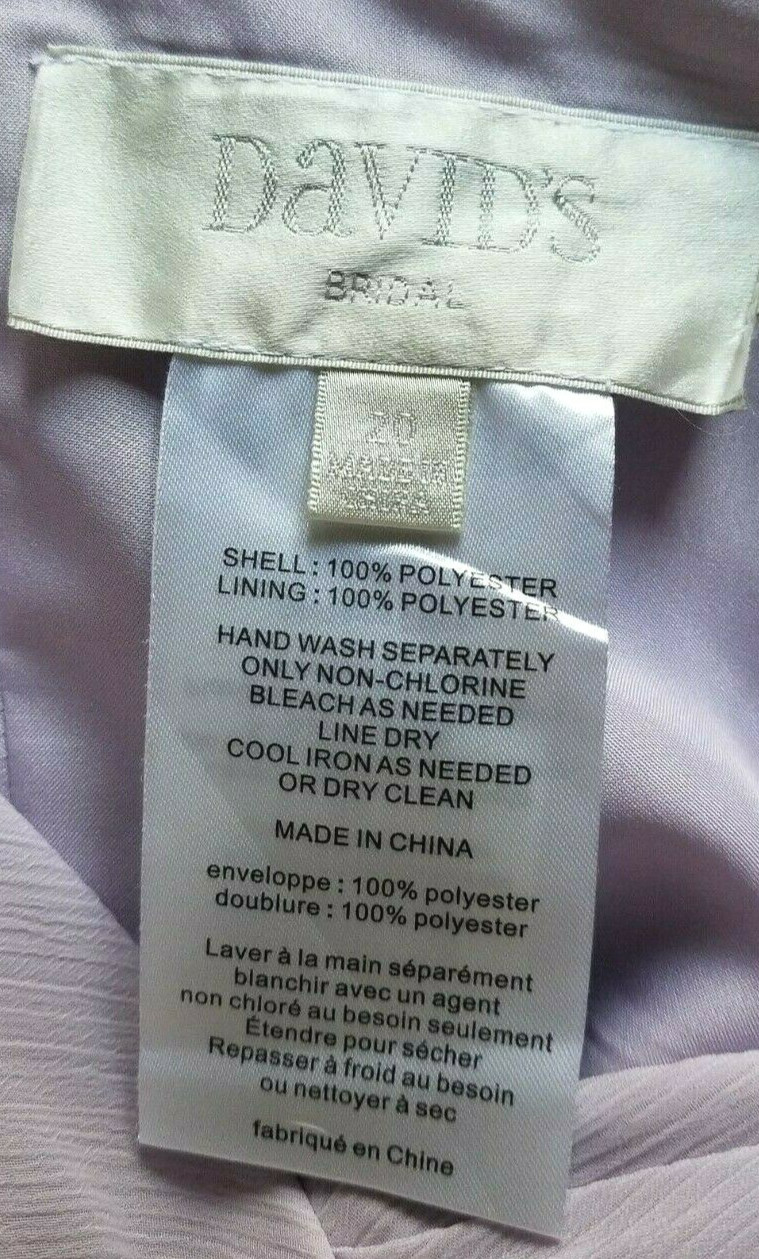 DaVID'S
BRIDAL
20
MADE IN
CHINA
SHELL : 100% POLYESTER
LINING : 100% POLYESTER
HAND WASH SEPARATELY
ONLY NON-CHLORINE
BLEACH AS NEEDED
LINE DRY
COOL IRON AS NEEDED
OR DRY CLEAN
MADE IN CHINA
enveloppe : 100% polyester
doublure : 100% polyester
Laver à la main séparément
blanchir avec un agent
non chloré au besoin seulement
Étendre pour sécher
Repasser à froid au besoin
ou nettoyer à sec
fabriqué en Chine